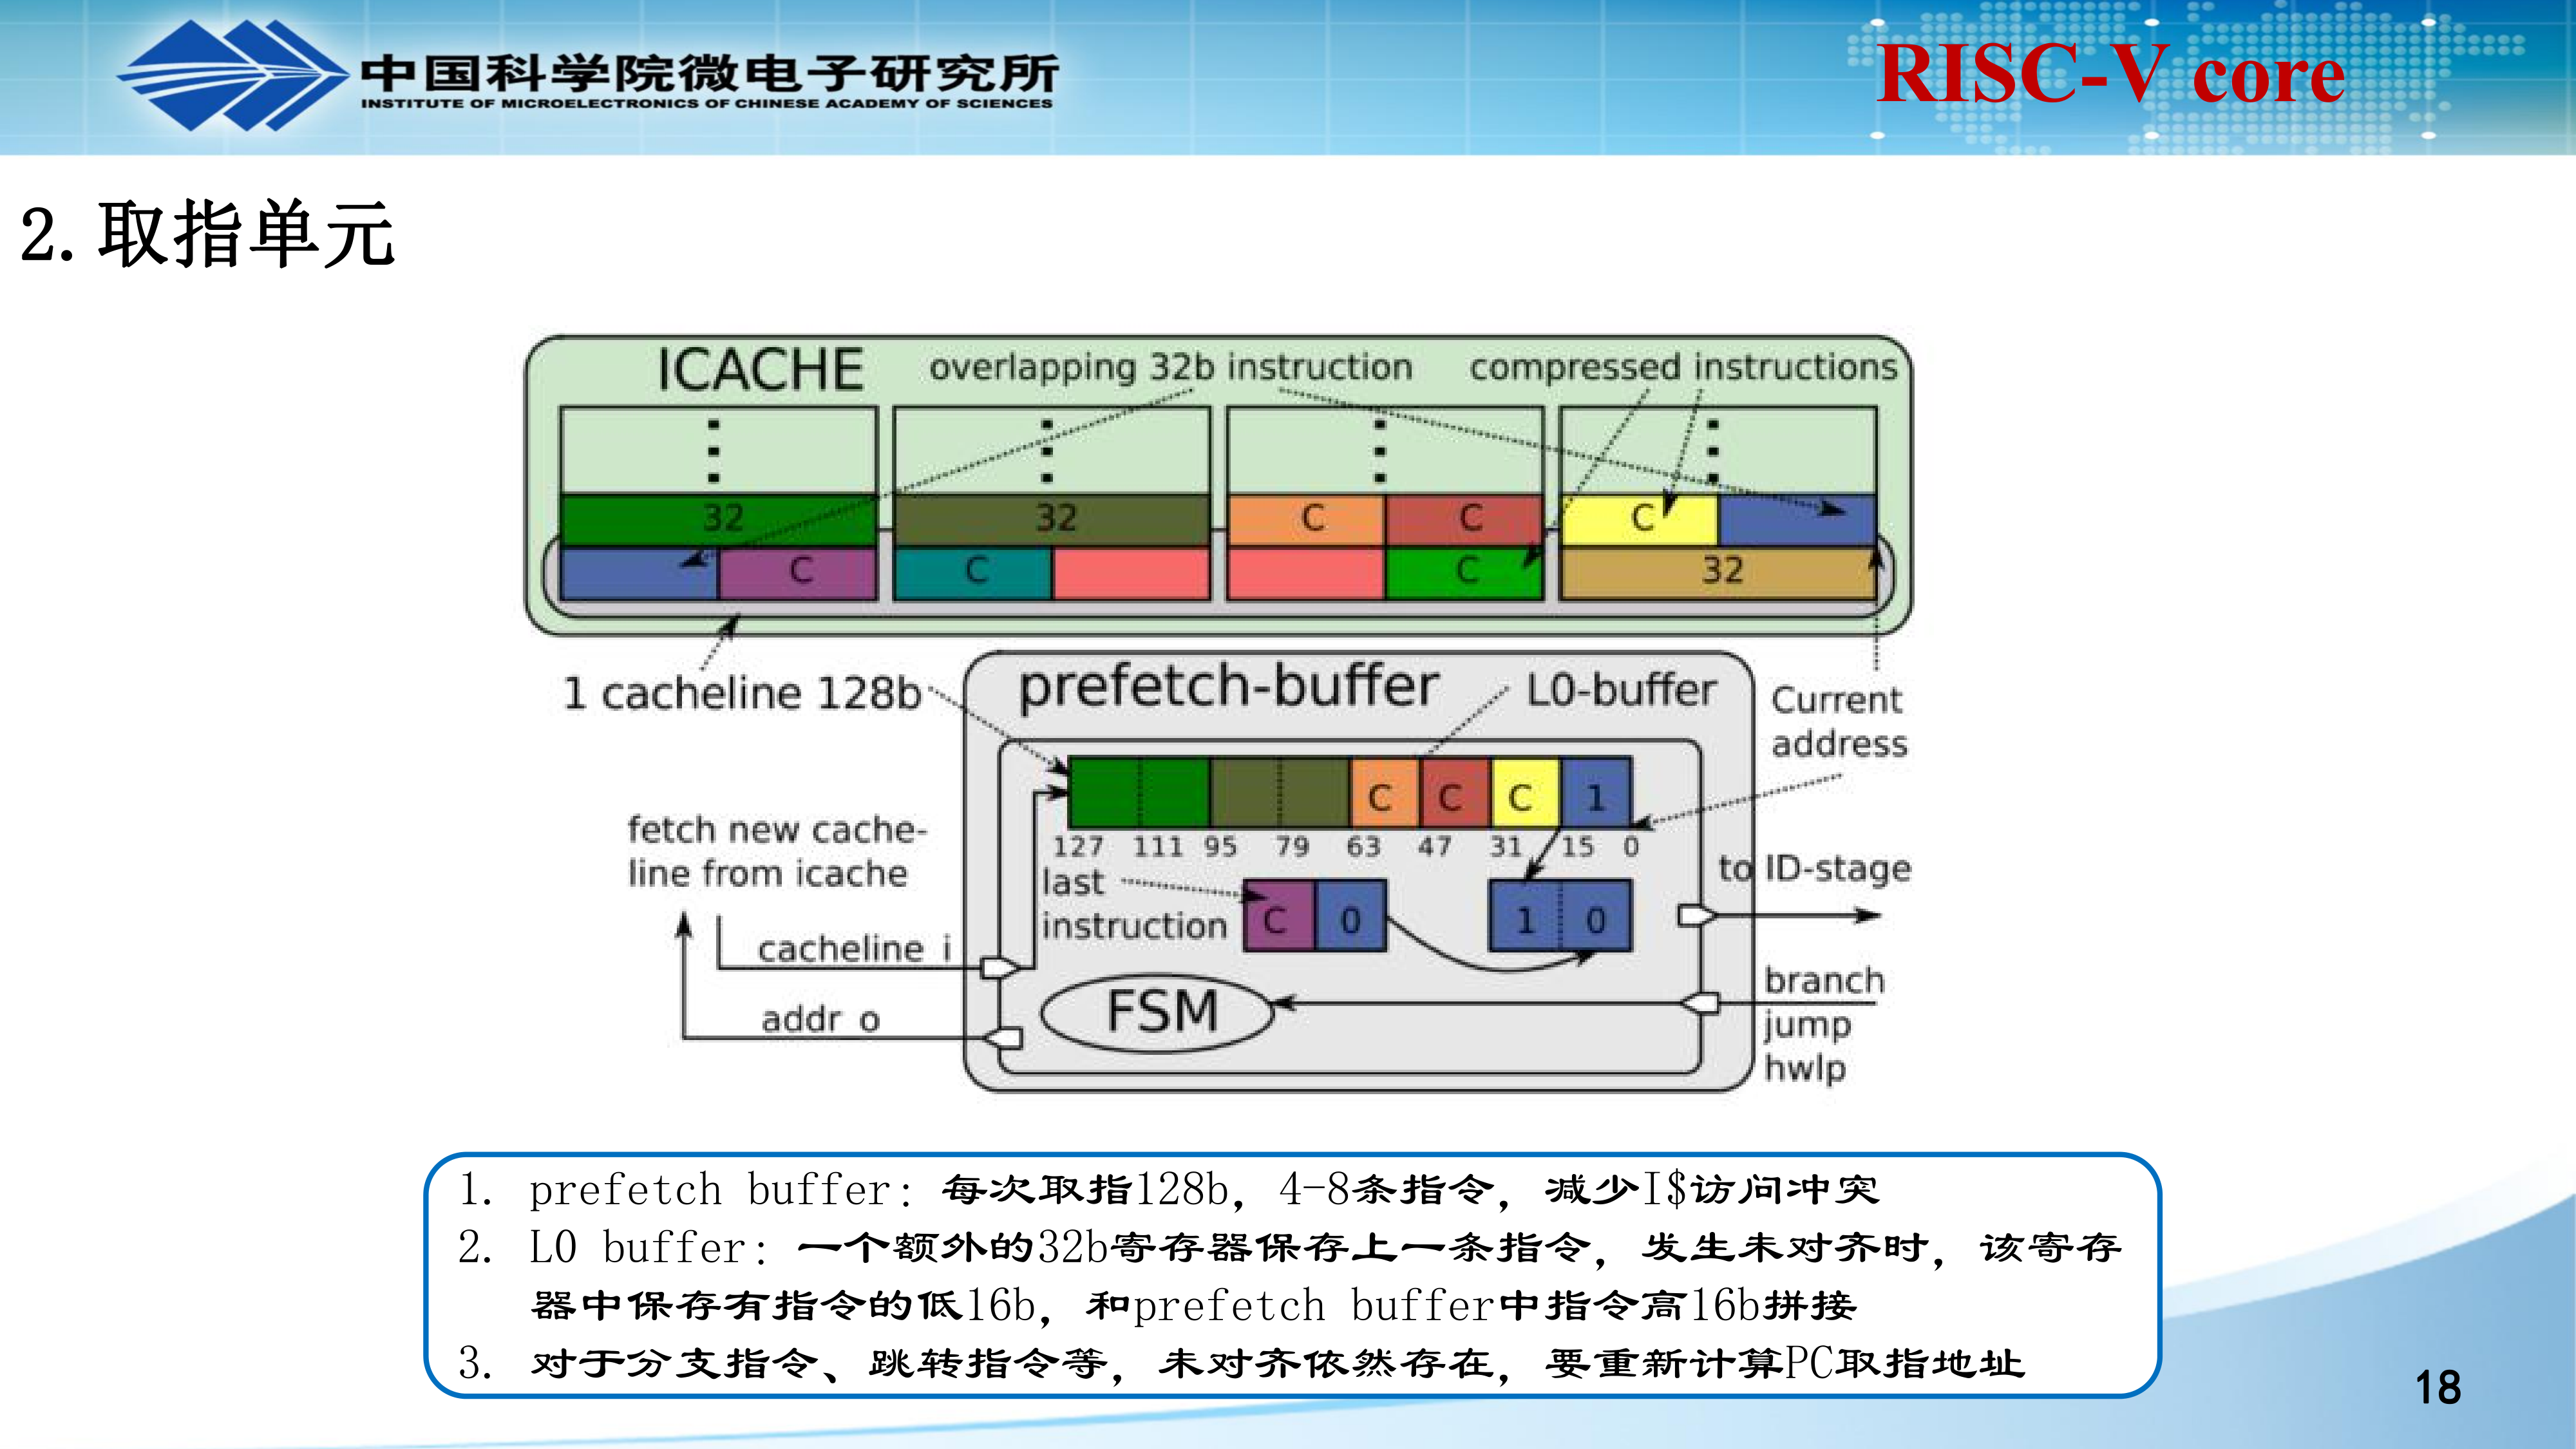 中国科学院微电子研究所
INSTITUTE OF MICROELECTRONICS OF CHINESE ACADEMY OF SCIENCES
RISC-V core
2.取指单元
ICACHE
overlapping 32b instruction
compressed instructions
32
32
C
C
C
C
C
C
32
1 cacheline 128b
prefetch-buffer
L0-buffer
Current
address
C
C
C
1
127
111
95
79
63
47
31
15
0
fetch new cache-
line from icache
last
instruction
C
0
1
0
to ID-stage
cacheline i
addr o
FSM
branch
jump
hwlp
1. prefetch buffer: 每次取指128b, 4-8条指令, 减少I$访问冲突
2. L0 buffer: 一个额外的32b寄存器保存上一条指令, 发生未对齐时, 该寄存
器中保存有指令的低16b, 和prefetch buffer中指令高16b拼接
3. 对于分支指令、跳转指令等, 未对齐依然存在, 要重新计算PC取指地址
18